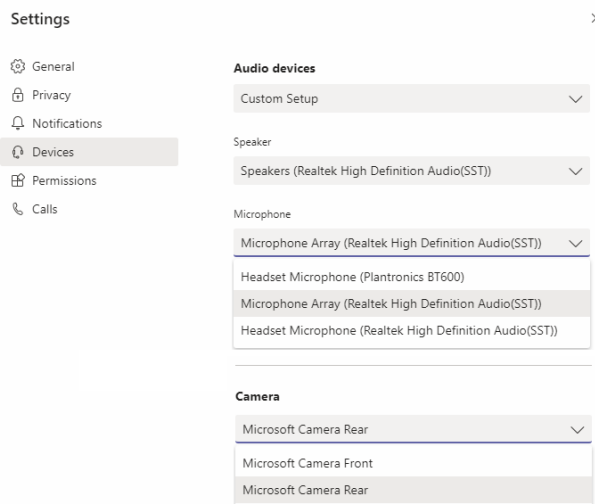 Settings
General
Privacy
Notifications
Devices
Permissions
Calls
Audio devices
Custom Setup
Speaker
Speakers (Realtek High Definition Audio(SST))
Microphone
Microphone Array (Realtek High Definition Audio(SST))
Headset Microphone (Plantronics BT600)
Microphone Array (Realtek High Definition Audio(SST))
Headset Microphone (Realtek High Definition Audio(SST))
Camera
Microsoft Camera Rear
Microsoft Camera Front
Microsoft Camera Rear